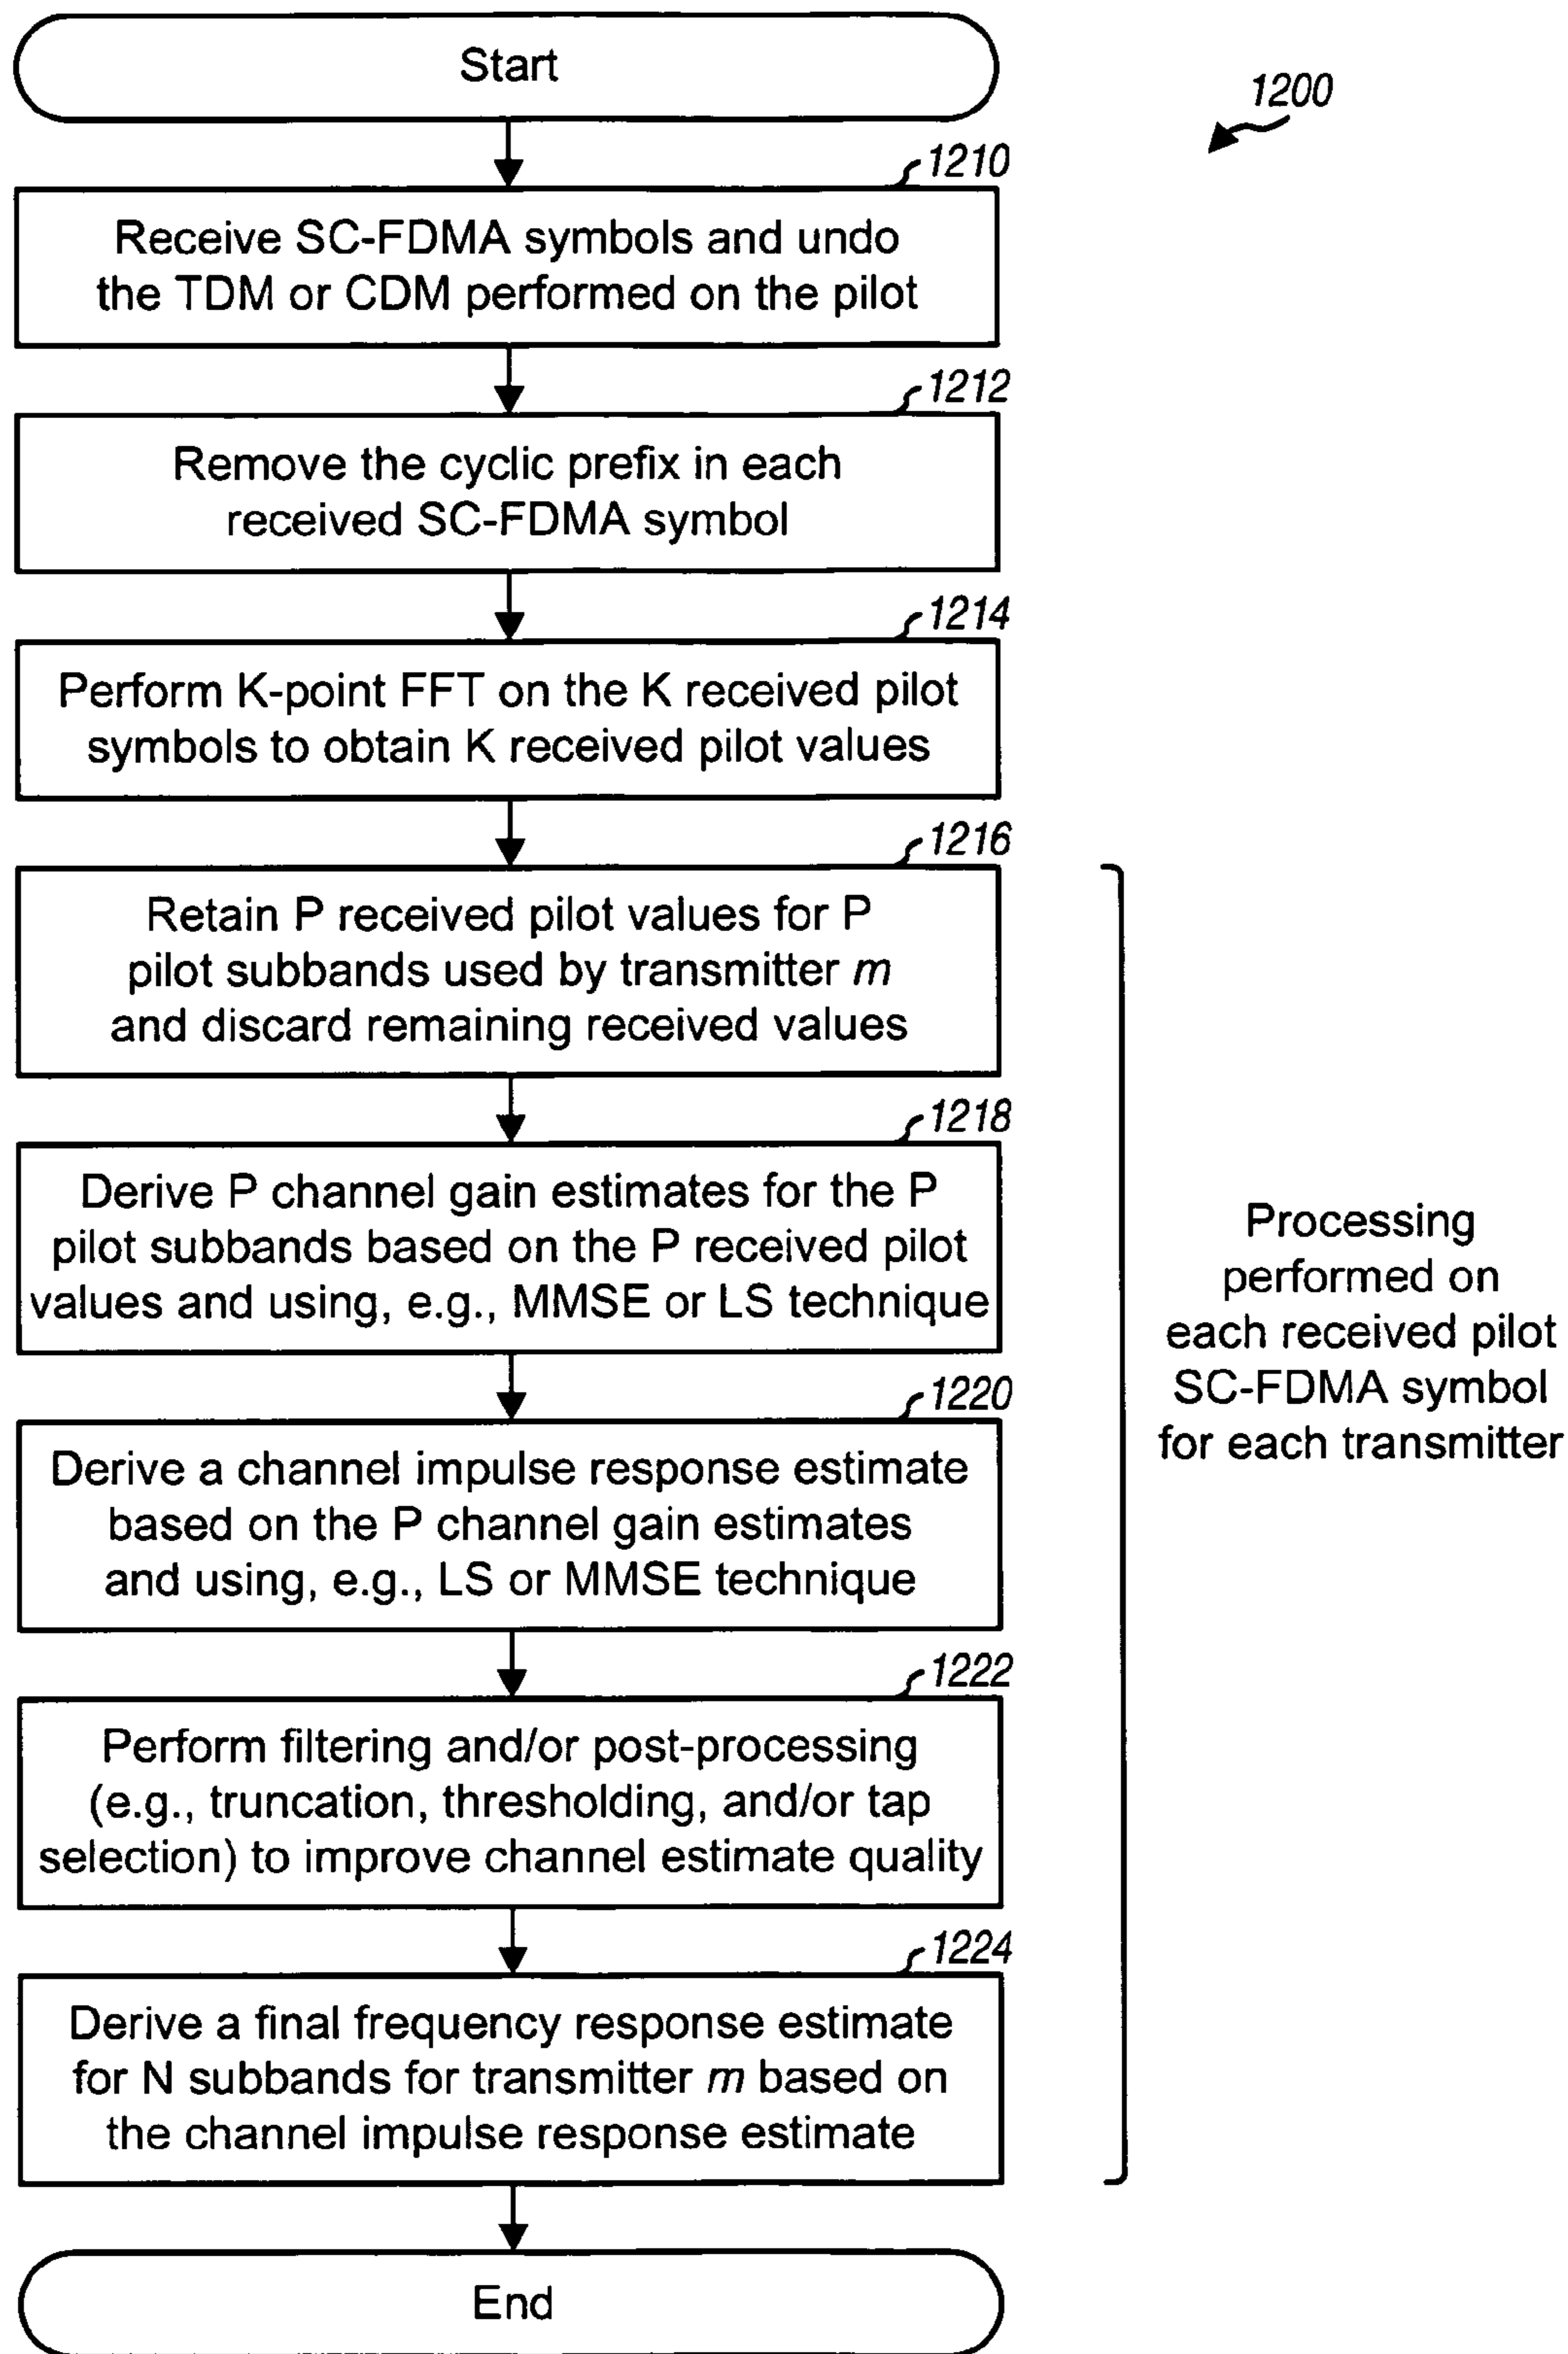 Start
1200
1210
Receive SC-FDMA symbols and undo
the TDM or CDM performed on the pilot
1212
Remove the cyclic prefix in each
received SC-FDMA symbol
1214
Perform K-point FFT on the K received pilot
symbols to obtain K received pilot values
1216
Retain P received pilot values for P
pilot subbands used by transmitter m
and discard remaining received values
1218
Derive P channel gain estimates for the P
pilot subbands based on the P received pilot
values and using, e.g., MMSE or LS technique
1220
Derive a channel impulse response estimate
based on the P channel gain estimates
and using, e.g., LS or MMSE technique
1222
Perform filtering and/or post-processing
(e.g., truncation, thresholding, and/or tap
selection) to improve channel estimate quality
1224
Derive a final frequency response estimate
for N subbands for transmitter m based on
the channel impulse response estimate
End
Processing
performed on
each received pilot
SC-FDMA symbol
for each transmitter